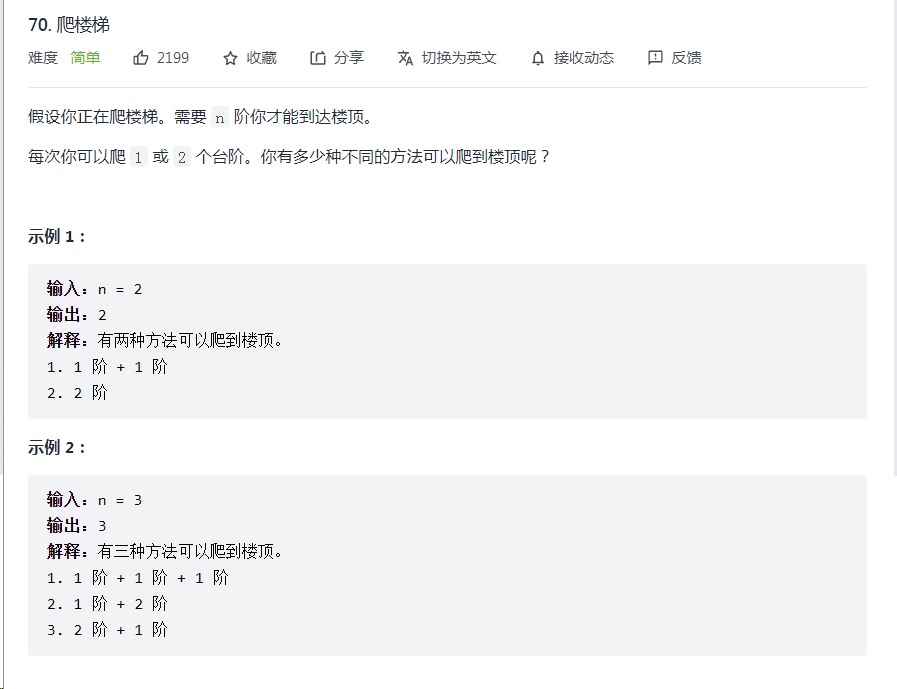 70. 爬楼梯
难度 简单 2199 收藏 分享 切换为英文 接收动态 反馈
假设你正在爬楼梯。需要 n 阶你才能到达楼顶。
每次你可以爬 1 或 2 个台阶。你有多少种不同的方法可以爬到楼顶呢？
示例 1：
输入：n = 2
输出：2
解释：有两种方法可以爬到楼顶。
1. 1 阶 + 1 阶
2. 2 阶
示例 2：
输入：n = 3
输出：3
解释：有三种方法可以爬到楼顶。
1. 1 阶 + 1 阶 + 1 阶
2. 1 阶 + 2 阶
3. 2 阶 + 1 阶